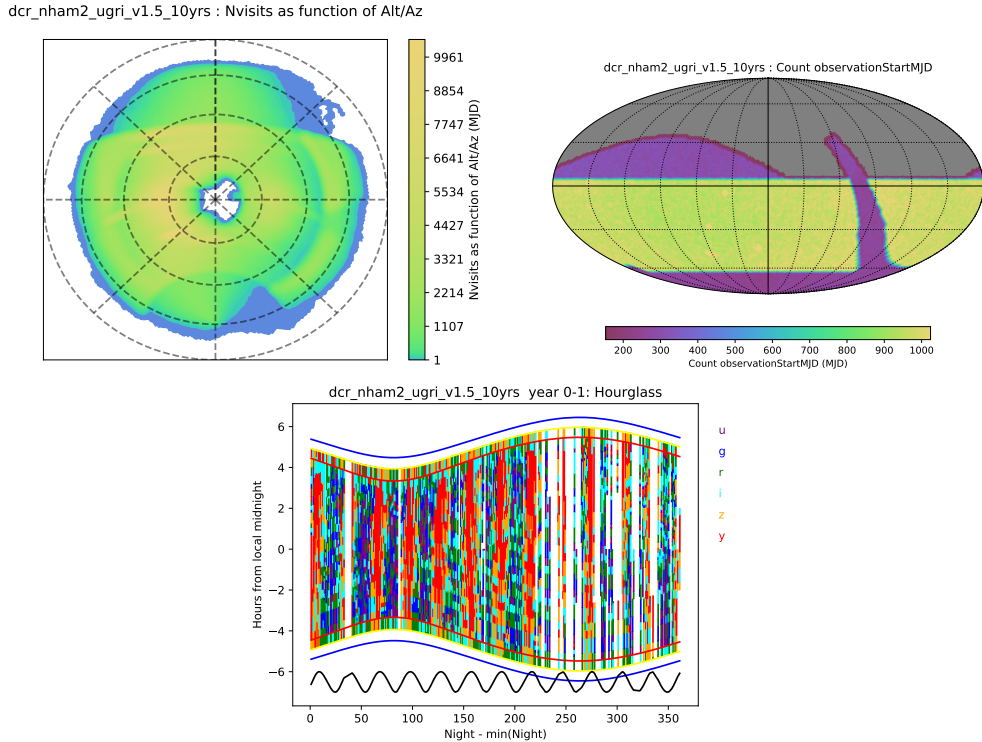 dcr_nham2_ugri_v1.5_10yrs : Nvisits as function of Alt/Az
9961
8854
7747
6641
5534
4427
3321
2214
1107
1
Nvisits as function of Alt/Az (MJD)
dcr_nham2_ugri_v1.5_10yrs : Count observationStartMJD
200 300 400 500 600 700 800 900 1000
Count observationStartMJD (MJD)
dcr_nham2_ugri_v1.5_10yrs year 0-1: Hourglass
6
4
2
0
−2
−4
−6
Hours from local midnight
0 50 100 150 200 250 300 350
Night - min(Night)
u
g
r
i
z
y